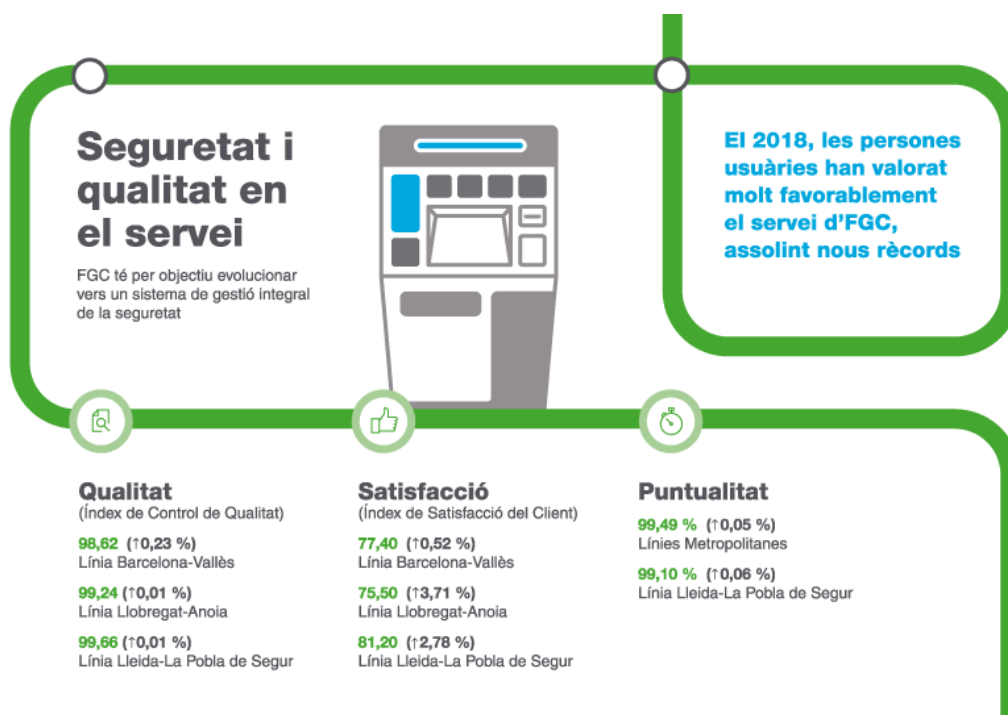 Seguretat i
qualitat en
el servei
FGC té per objectiu evolucionar
vers un sistema de gestió integral
de la seguretat
El 2018, les persones
usuàries han valorat
molt favorablement
el servei d'FGC,
assolint nous rècords
Qualitat
(Índex de Control de Qualitat)
98,62 (↑0,23 %)
Línia Barcelona-Vallès
99,24 (↑0,01 %)
Línia Llobregat-Anoia
99,66 (↑0,01 %)
Línia Lleida-La Pobla de Segur
Satisfacció
(Índex de Satisfacció del Client)
77,40 (↑0,52 %)
Línia Barcelona-Vallès
75,50 (↑3,71 %)
Línia Llobregat-Anoia
81,20 (↑2,78 %)
Línia Lleida-La Pobla de Segur
Puntualitat
99,49 % (↑0,05 %)
Línies Metropolitanes
99,10 % (↑0,06 %)
Línia Lleida-La Pobla de Segur